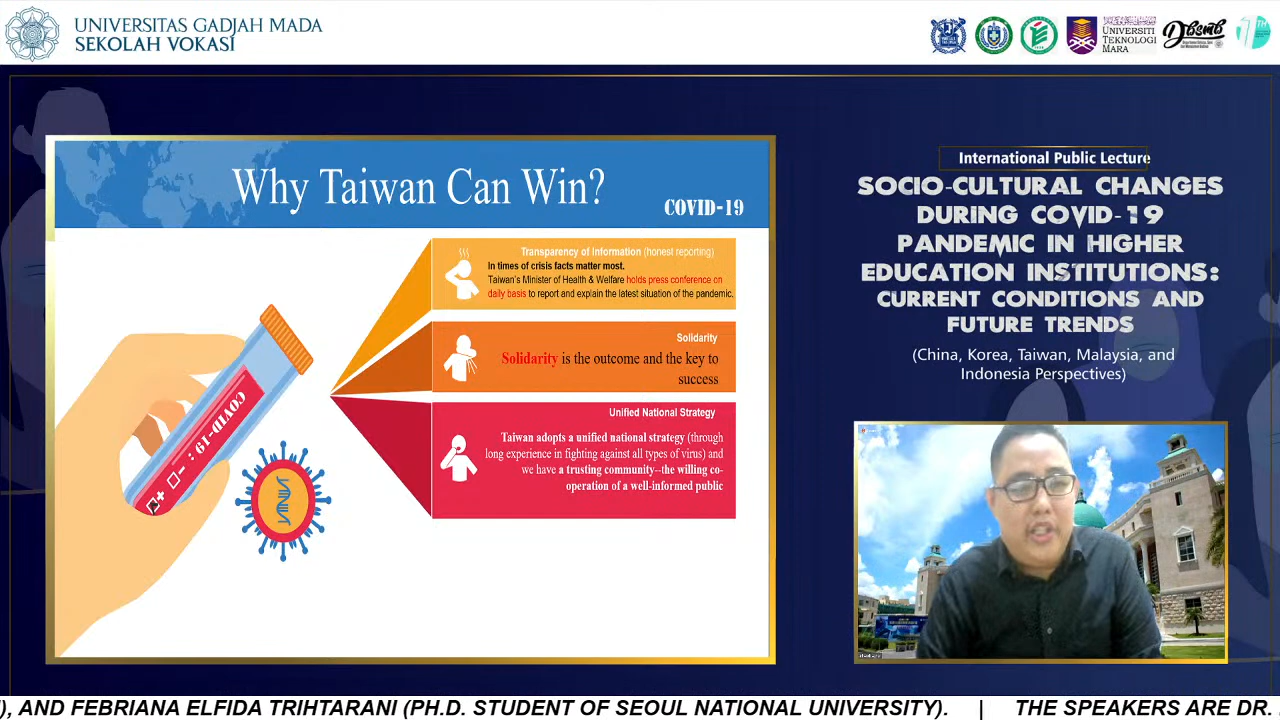 UNIVERSITAS GADJAH MADA
SEKOLAH VOKASI
UNIVERSITI
TEKNOLOGI
MARA
Why Taiwan Can Win?
COVID-19
Transparency of Information (honest reporting)
In times of crisis facts matter most.
Taiwan's Minister of Health & Welfare holds press conference on
daily basis to report and explain the latest situation of the pandemic.
Solidarity
Solidarity is the outcome and the key to
success
Unified National Strategy
Taiwan adopts a unified national strategy (through
long experience in fighting against all types of virus) and
we have a trusting community--the willing co-
operation of a well-informed public
COVID-19 :
International Public Lecture
SOCIO-CULTURAL CHANGES
DURING COVID-19
PANDEMIC IN HIGHER
EDUCATION INSTITUTIONS:
CURRENT CONDITIONS AND
FUTURE TRENDS
(China, Korea, Taiwan, Malaysia, and
Indonesia Perspectives)
), AND FEBRIANA ELFIDA TRIHTARANI (PH.D. STUDENT OF SEOUL NATIONAL UNIVERSITY). | THE SPEAKERS ARE DR.